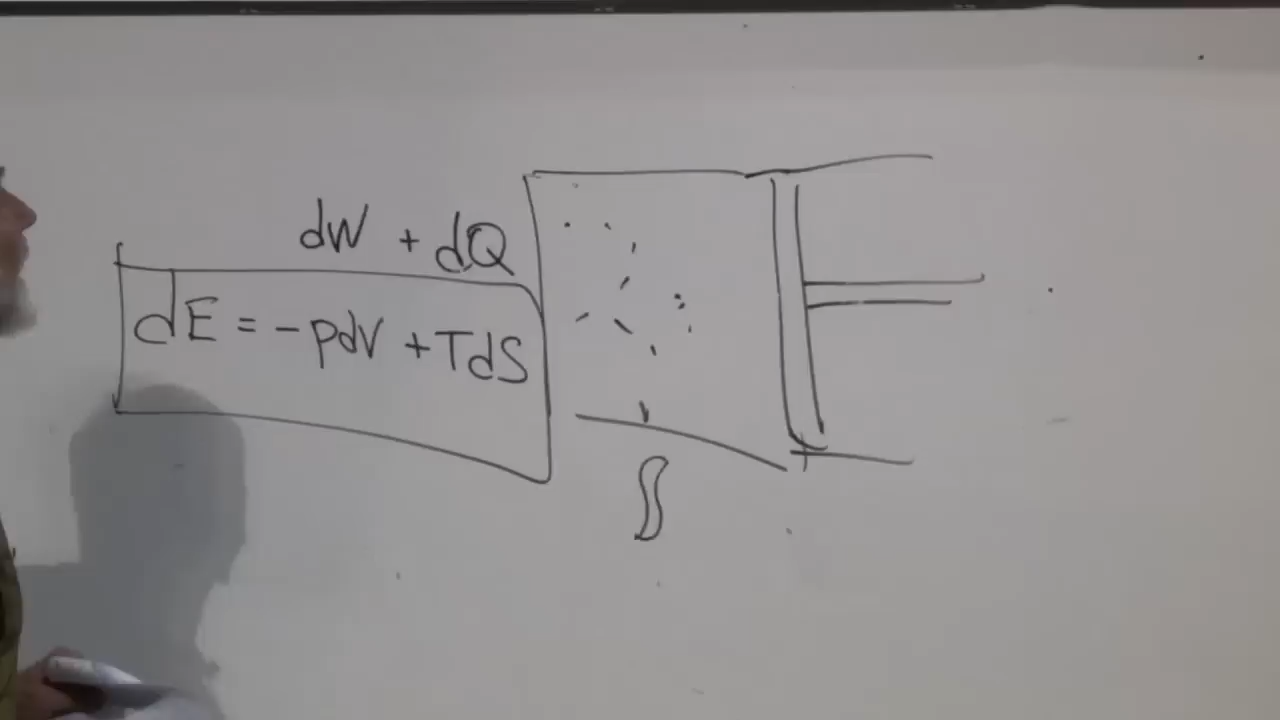 dW + dQ
dE = -pdV + TdS